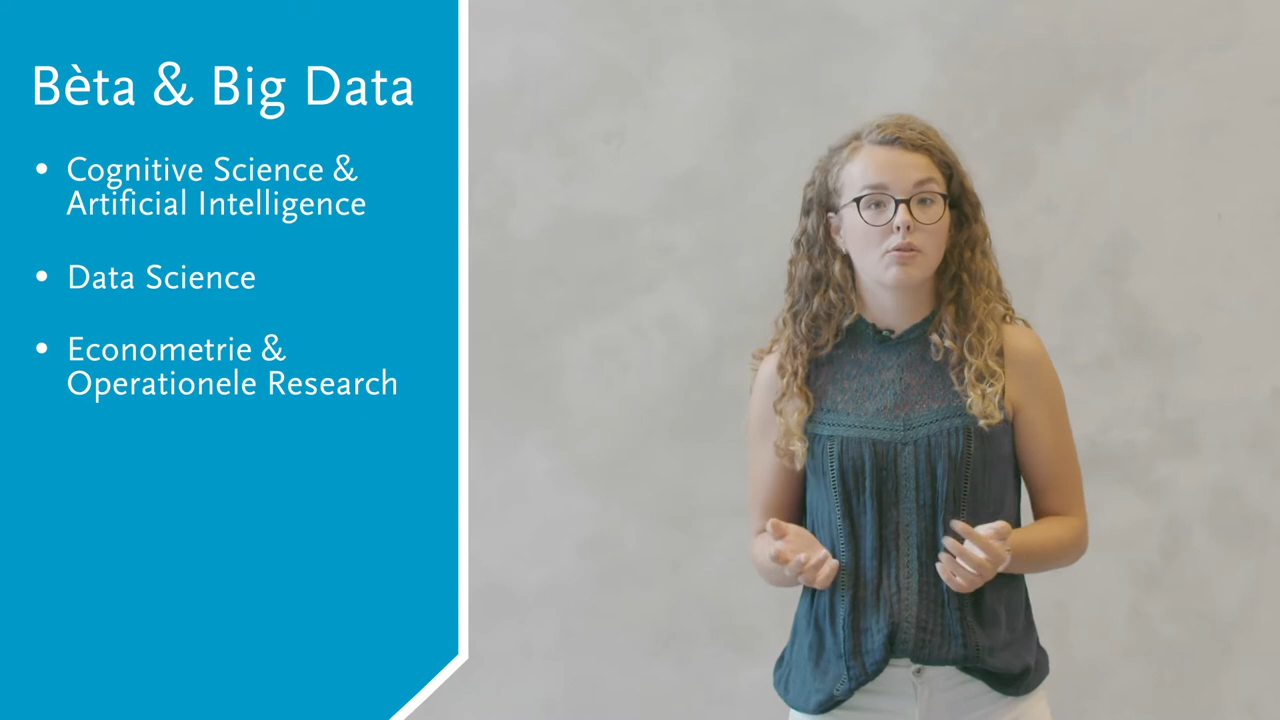 Bèta & Big Data
• Cognitive Science &
Artificial Intelligence
• Data Science
• Econometrie &
Operationele Research